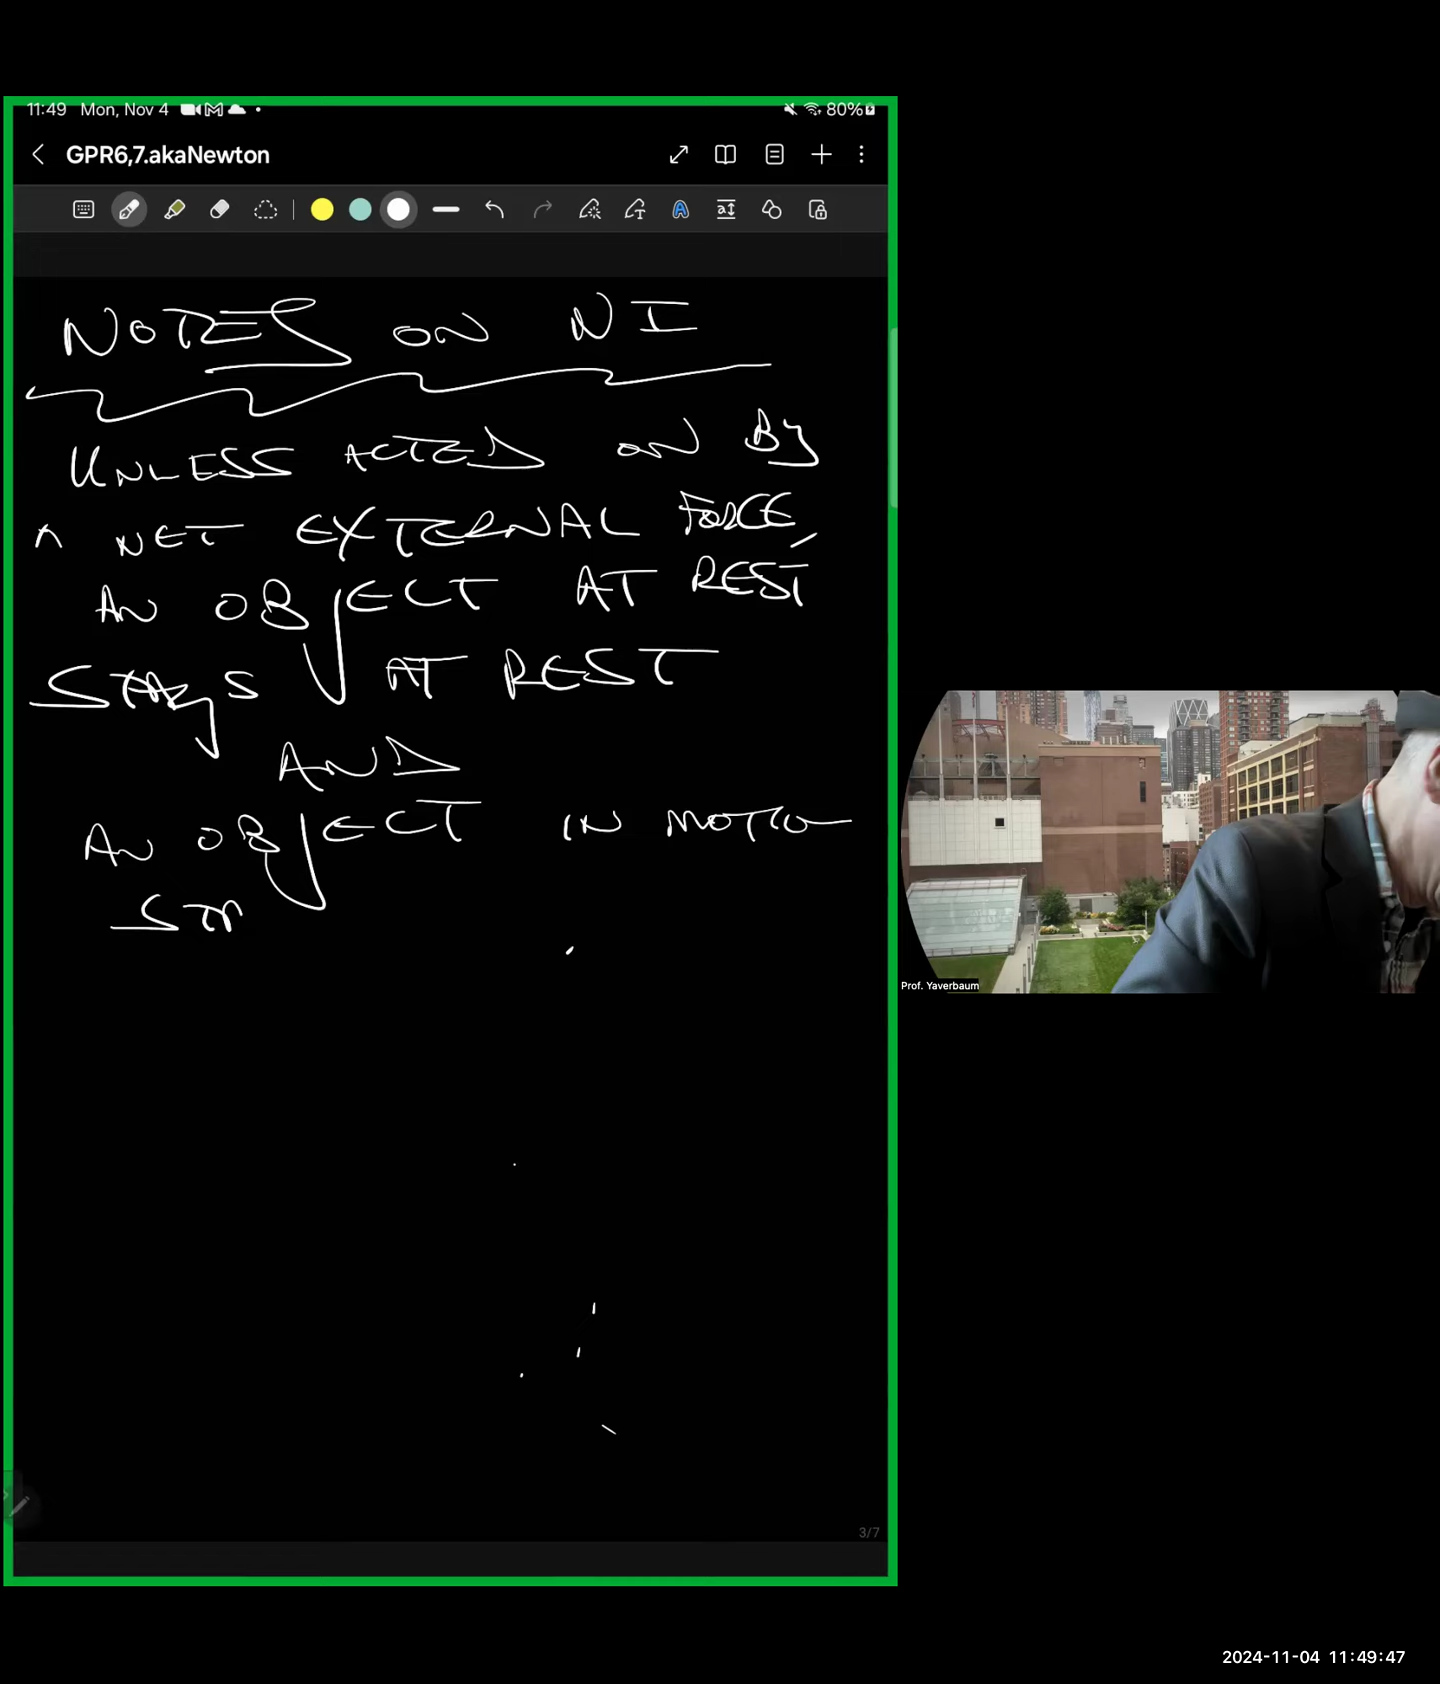 11:49 Mon, Nov 4 80%
GPR6,7.akaNewton
NOTES ON NI
UNLESS ACTED ON BY
A NET EXTERNAL FORCE,
AN OBJECT AT REST
STAYS AT REST
AND
AN OBJECT IN MOTION
STA
3/7
Prof. Yaverbaum
2024-11-04 11:49:47